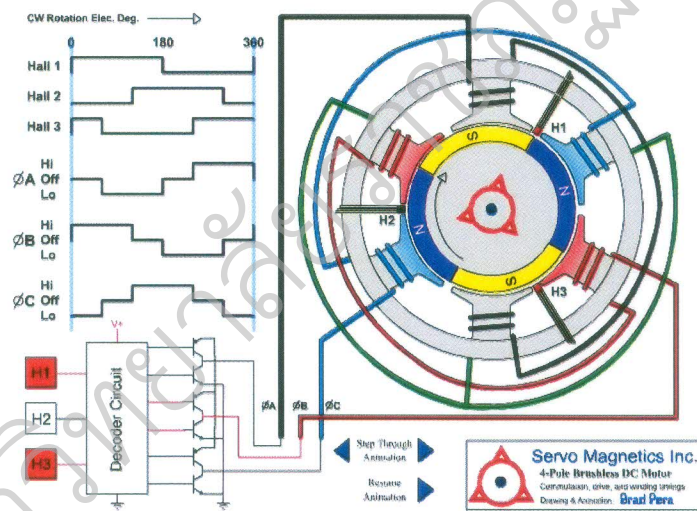 CW Rotation Elec. Deg.
0 180 360
Hall 1
Hall 2
Hall 3
Hi
ØA Off
Lo
Hi
ØB Off
Lo
Hi
ØC Off
Lo
S
H1
N
H2
N
S
H3
V+
H1
H2
H3
Decoder Circuit
ØA ØB ØC
Step Through
Animation
Resume
Animation
Servo Magnetics Inc.
4-Pole Brushless DC Motor
Commutation, drive, and winding timings
Drawing & Animation Brad Pera